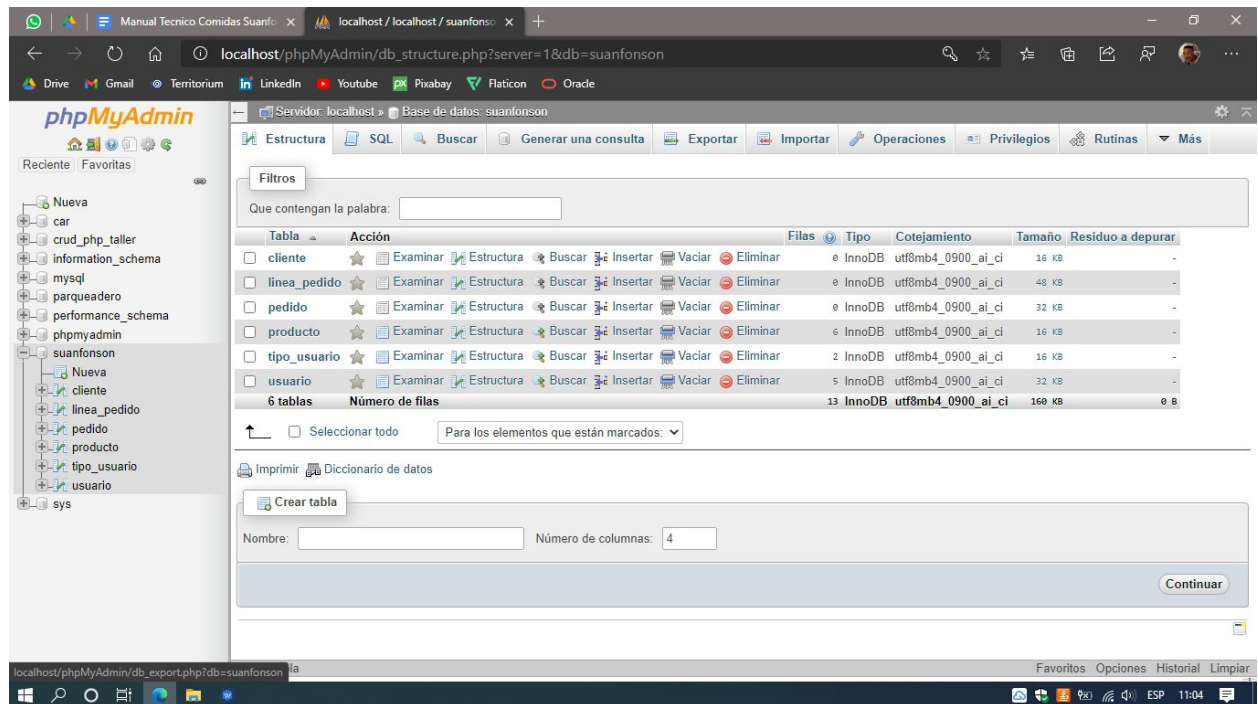 Manual Tecnico Comidas Suanfo
localhost / localhost / suanfonso
localhost/phpMyAdmin/db_structure.php?server=1&db=suanfonson
Drive Gmail Territorium LinkedIn Youtube Pixabay Flaticon Oracle
phpMyAdmin
Reciente Favoritas
Nueva
car
crud_php_taller
information_schema
mysql
parqueadero
performance_schema
phpmyadmin
suanfonson
Nueva
cliente
linea_pedido
pedido
producto
tipo_usuario
usuario
sys
Servidor: localhost » Base de datos: suanfonson
Estructura SQL Buscar Generar una consulta Exportar Importar Operaciones Privilegios Rutinas Más
Filtros
Que contengan la palabra:
Tabla Acción Filas Tipo Cotejamiento Tamaño Residuo a depurar
cliente Examinar Estructura Buscar Insertar Vaciar Eliminar 0 InnoDB utf8mb4_0900_ai_ci 16 KB -
linea_pedido Examinar Estructura Buscar Insertar Vaciar Eliminar 0 InnoDB utf8mb4_0900_ai_ci 48 KB -
pedido Examinar Estructura Buscar Insertar Vaciar Eliminar 0 InnoDB utf8mb4_0900_ai_ci 32 KB -
producto Examinar Estructura Buscar Insertar Vaciar Eliminar 6 InnoDB utf8mb4_0900_ai_ci 16 KB -
tipo_usuario Examinar Estructura Buscar Insertar Vaciar Eliminar 2 InnoDB utf8mb4_0900_ai_ci 16 KB -
usuario Examinar Estructura Buscar Insertar Vaciar Eliminar 5 InnoDB utf8mb4_0900_ai_ci 32 KB -
6 tablas Número de filas 13 InnoDB utf8mb4_0900_ai_ci 160 KB 0 B
Seleccionar todo Para los elementos que están marcados:
Imprimir Diccionario de datos
Crear tabla
Nombre: Número de columnas: 4
Continuar
localhost/phpMyAdmin/db_export.php?db=suanfonson
Favoritos Opciones Historial Limpiar
ESP 11:04